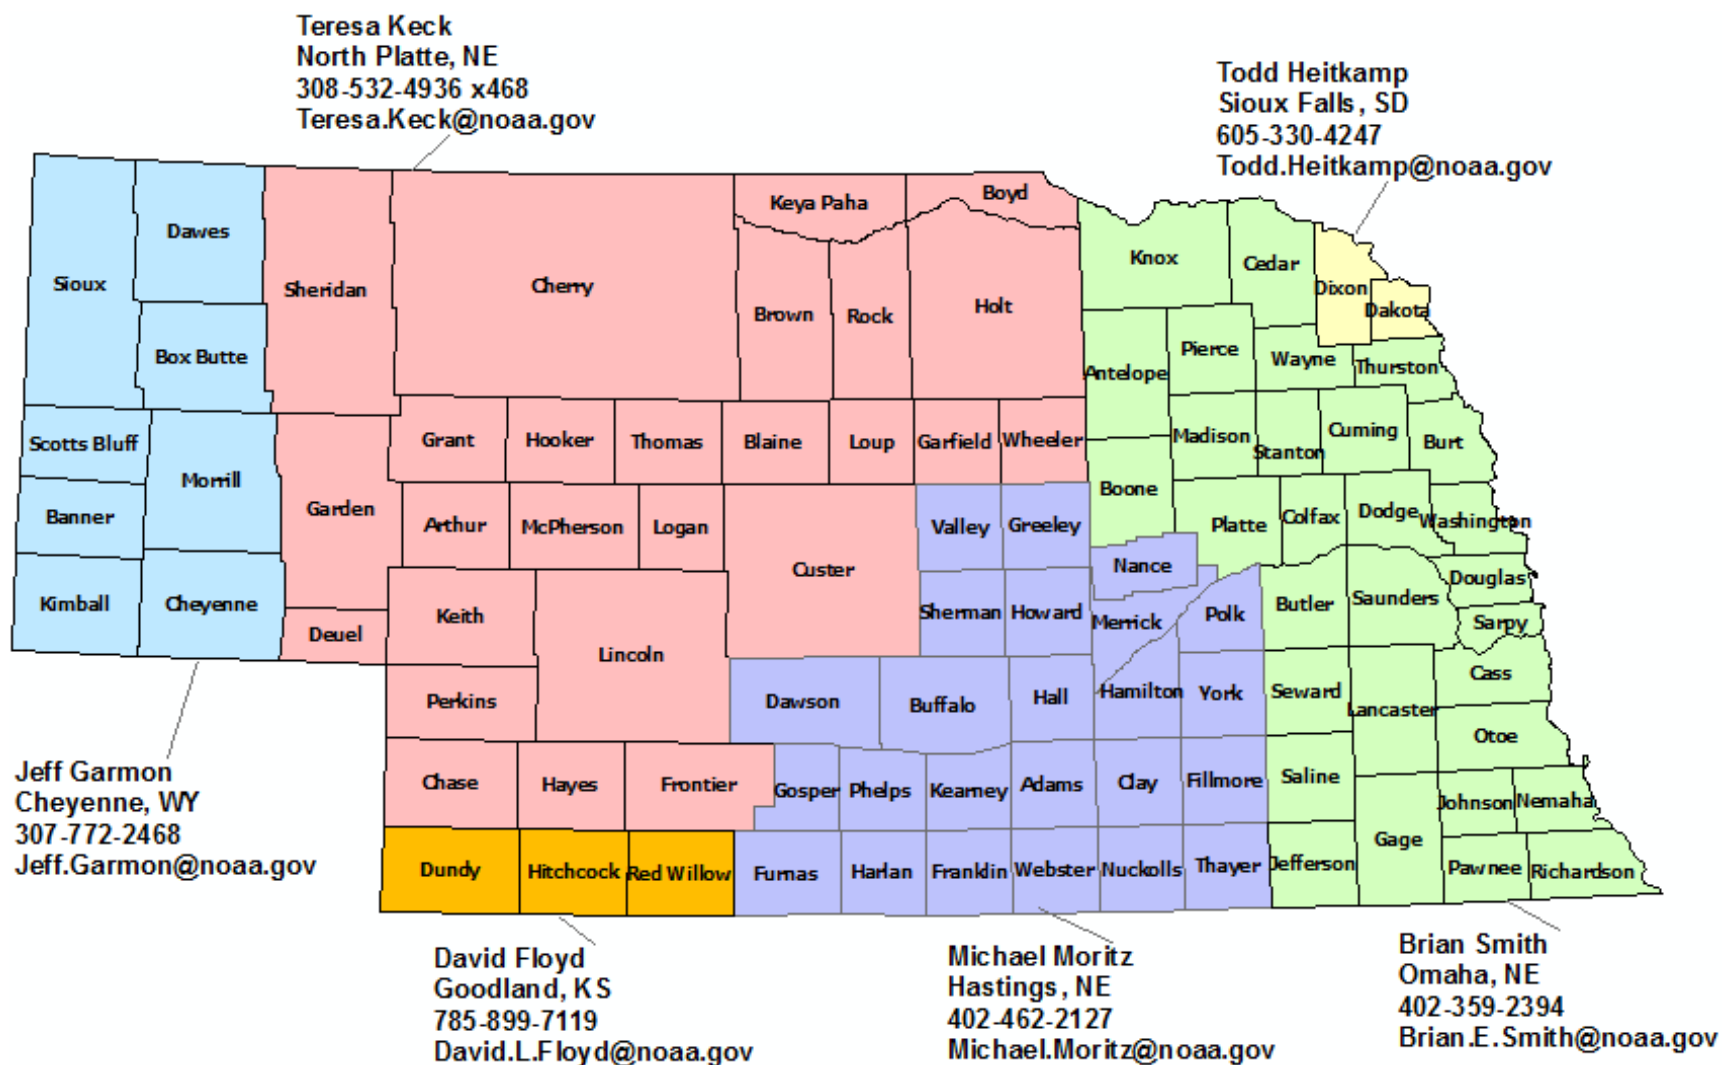 Teresa Keck
North Platte, NE
308-532-4936 x468
Teresa.Keck@noaa.gov
Todd Heitkamp
Sioux Falls, SD
605-330-4247
Todd.Heitkamp@noaa.gov
Sioux
Dawes
Box Butte
Scotts Bluff
Banner
Morrill
Kimball
Cheyenne
Sheridan
Cherry
Keya Paha
Boyd
Brown
Rock
Holt
Garden
Deuel
Grant
Hooker
Thomas
Blaine
Loup
Garfield
Wheeler
Arthur
McPherson
Logan
Custer
Keith
Lincoln
Perkins
Chase
Hayes
Frontier
Knox
Cedar
Dixon
Dakota
Antelope
Pierce
Wayne
Thurston
Madison
Stanton
Cuming
Burt
Boone
Platte
Colfax
Dodge
Washington
Butler
Saunders
Douglas
Sarpy
Seward
Lancaster
Cass
Otoe
Saline
Johnson
Nemaha
Jefferson
Gage
Pawnee
Richardson
Valley
Greeley
Nance
Sherman
Howard
Merrick
Polk
Dawson
Buffalo
Hall
Hamilton
York
Gosper
Phelps
Kearney
Adams
Clay
Fillmore
Furnas
Harlan
Franklin
Webster
Nuckolls
Thayer
Dundy
Hitchcock
Red Willow
Jeff Garmon
Cheyenne, WY
307-772-2468
Jeff.Garmon@noaa.gov
David Floyd
Goodland, KS
785-899-7119
David.L.Floyd@noaa.gov
Michael Moritz
Hastings, NE
402-462-2127
Michael.Moritz@noaa.gov
Brian Smith
Omaha, NE
402-359-2394
Brian.E.Smith@noaa.gov